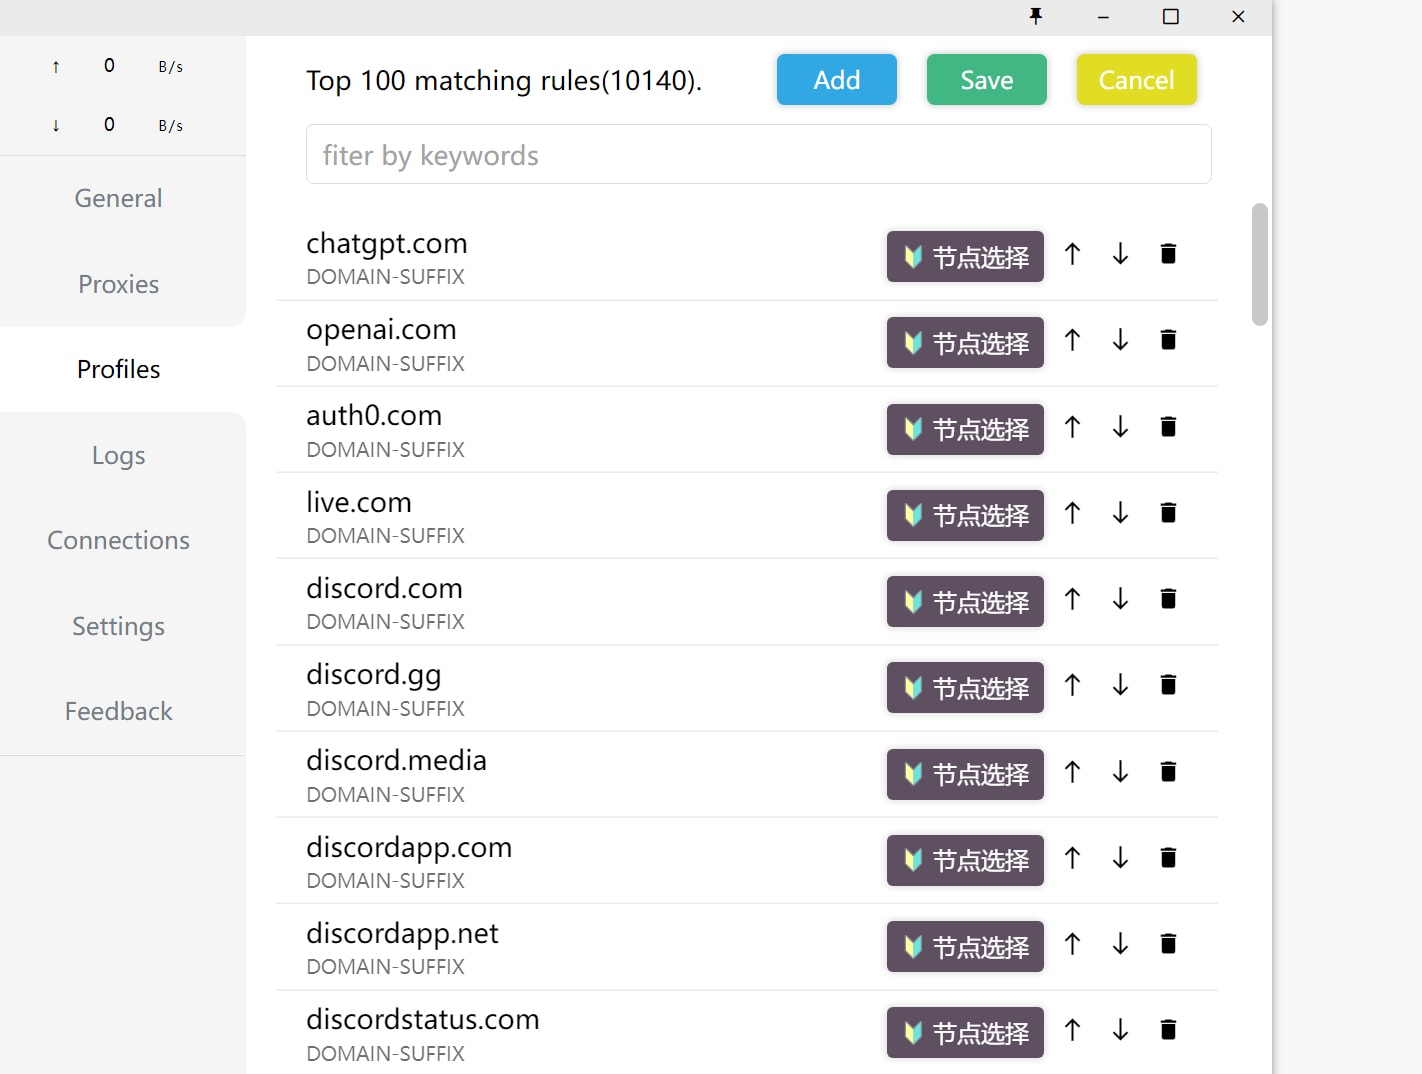 ↑ 0 B/s
↓ 0 B/s
General
Proxies
Profiles
Logs
Connections
Settings
Feedback
Top 100 matching rules(10140).
Add
Save
Cancel
fiter by keywords
chatgpt.com
DOMAIN-SUFFIX
节点选择
openai.com
DOMAIN-SUFFIX
节点选择
auth0.com
DOMAIN-SUFFIX
节点选择
live.com
DOMAIN-SUFFIX
节点选择
discord.com
DOMAIN-SUFFIX
节点选择
discord.gg
DOMAIN-SUFFIX
节点选择
discord.media
DOMAIN-SUFFIX
节点选择
discordapp.com
DOMAIN-SUFFIX
节点选择
discordapp.net
DOMAIN-SUFFIX
节点选择
discordstatus.com
DOMAIN-SUFFIX
节点选择